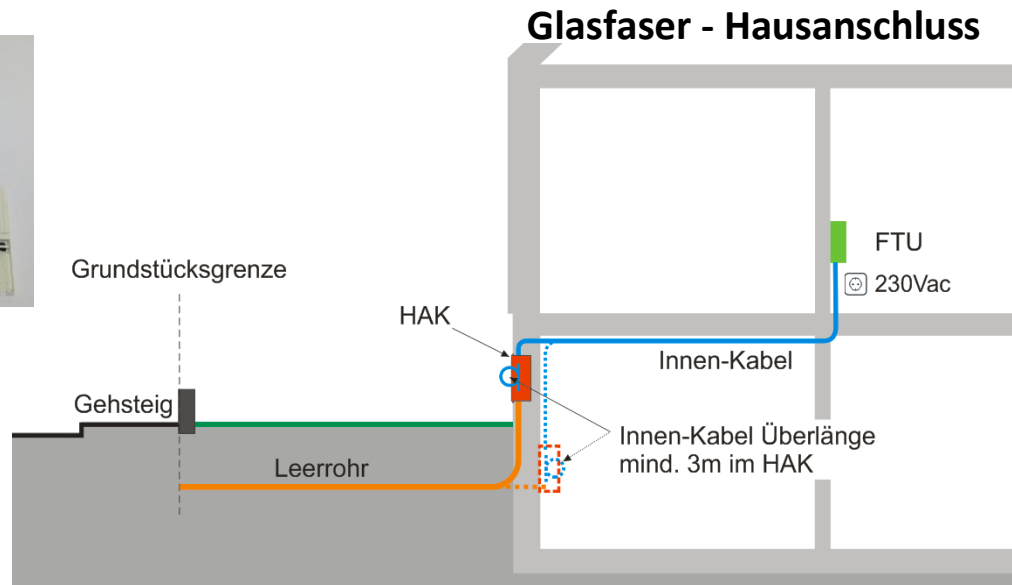 Glasfaser - Hausanschluss
Grundstücksgrenze
FTU
230Vac
HAK
Innen-Kabel
Gehsteig
Innen-Kabel Überlänge
mind. 3m im HAK
Leerrohr